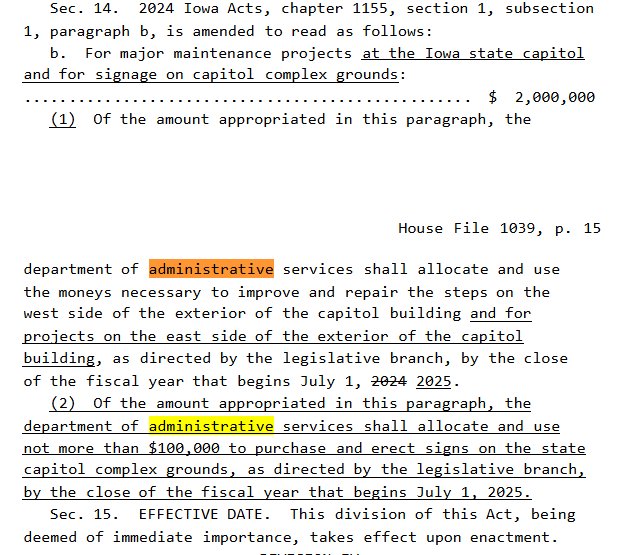 Sec. 14.  2024 Iowa Acts, chapter 1155, section 1, subsection
1, paragraph b, is amended to read as follows:
b.  For major maintenance projects at the Iowa state capitol
and for signage on capitol complex grounds:
.................................................. $  2,000,000
(1)  Of the amount appropriated in this paragraph, the
House File 1039, p. 15
department of administrative services shall allocate and use
the moneys necessary to improve and repair the steps on the
west side of the exterior of the capitol building and for
projects on the east side of the exterior of the capitol
building, as directed by the legislative branch, by the close
of the fiscal year that begins July 1, 2024 2025.
(2)  Of the amount appropriated in this paragraph, the
department of administrative services shall allocate and use
not more than $100,000 to purchase and erect signs on the state
capitol complex grounds, as directed by the legislative branch,
by the close of the fiscal year that begins July 1, 2025.
Sec. 15.  EFFECTIVE DATE.  This division of this Act, being
deemed of immediate importance, takes effect upon enactment.